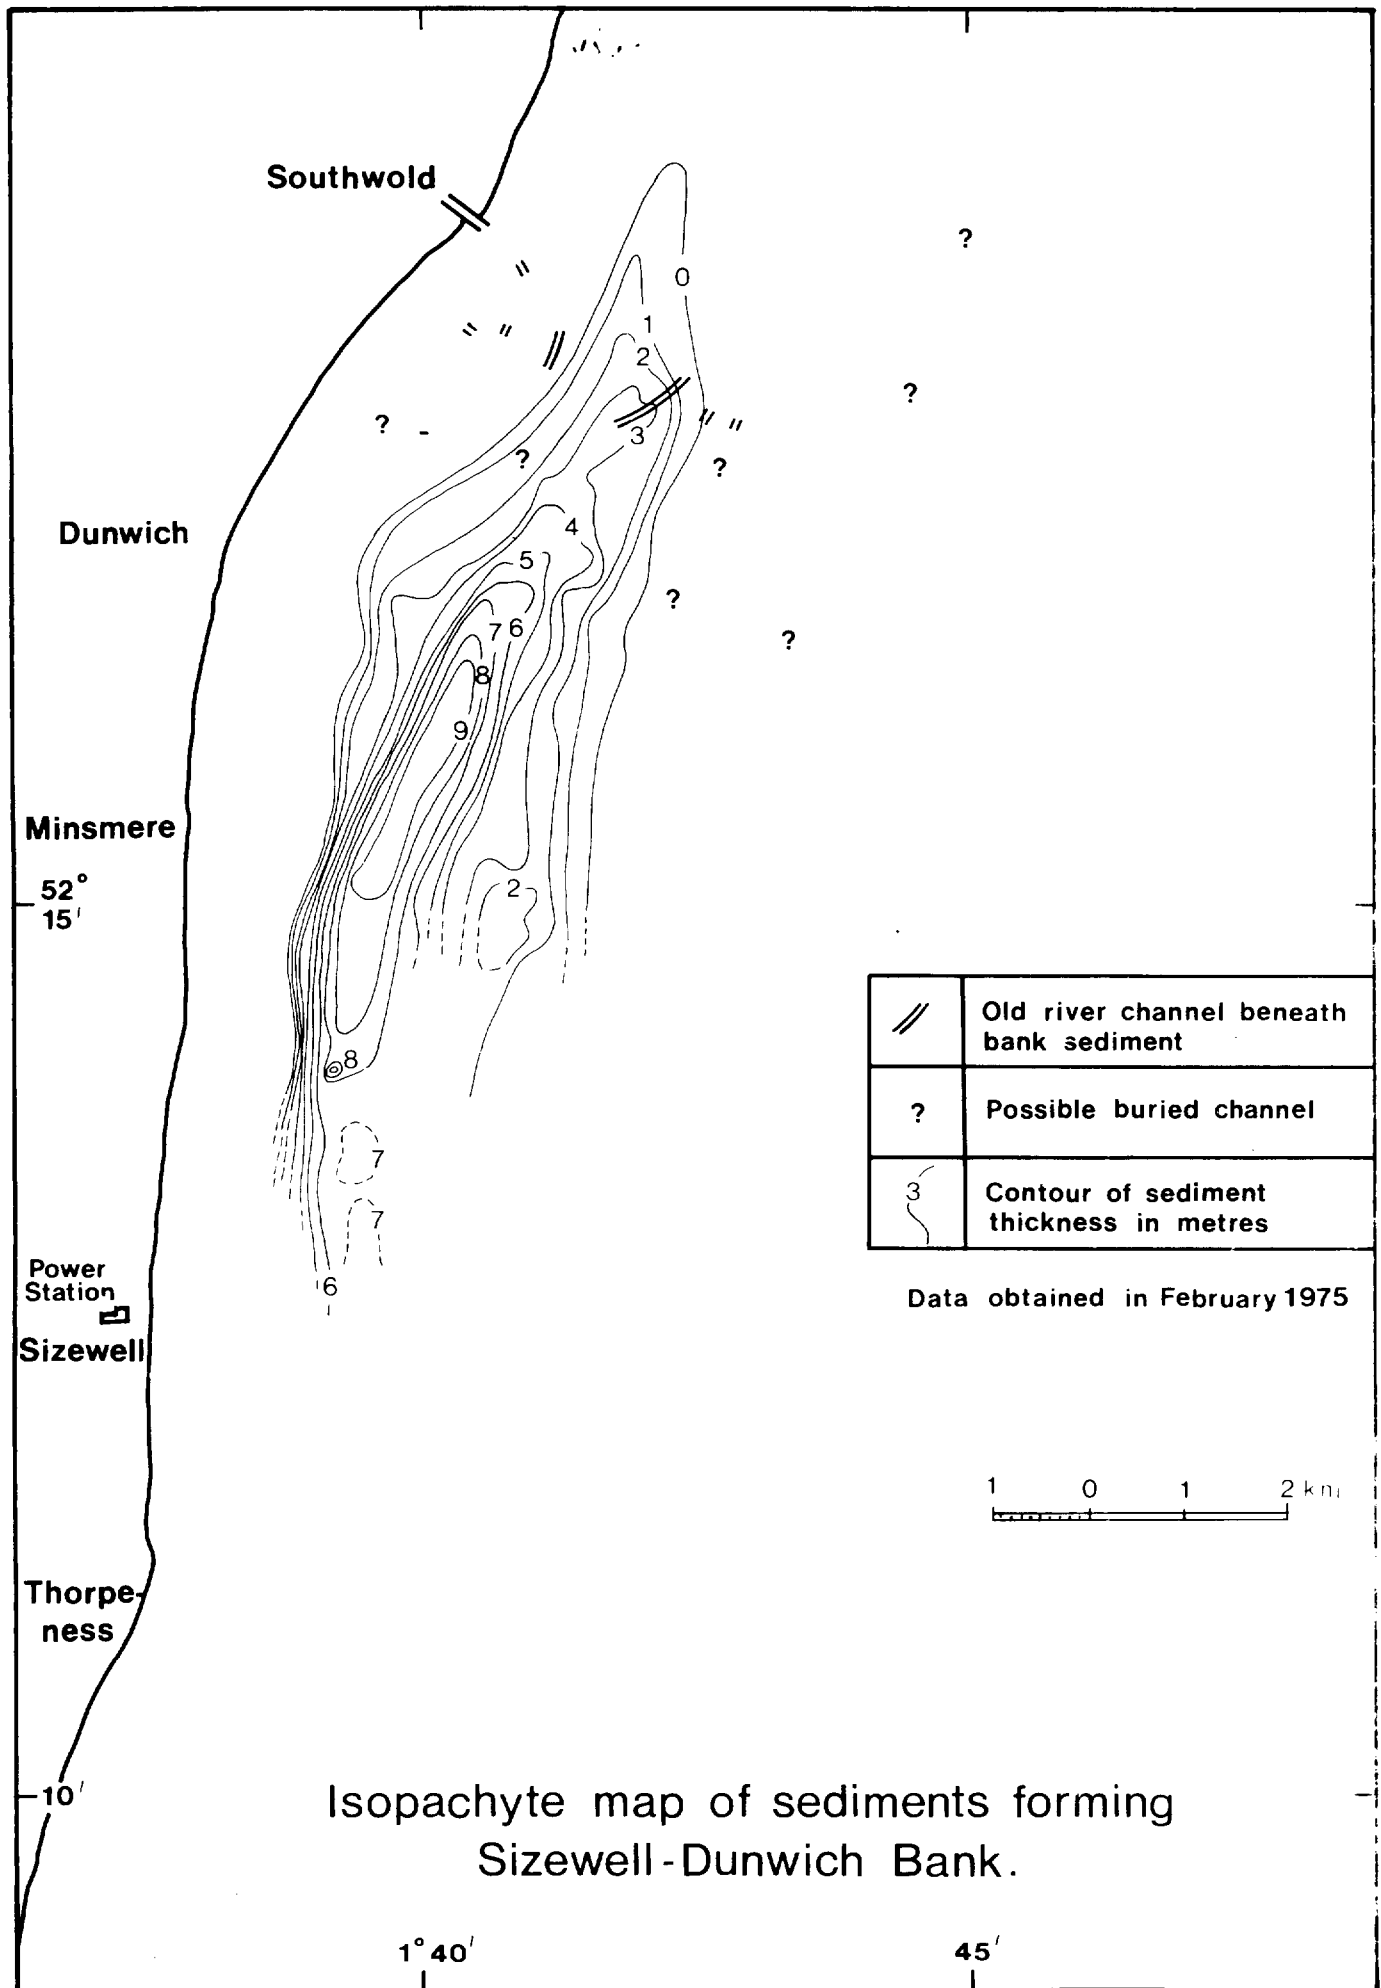 Southwold
?
0
1
2
?
3
?
?
?
4
Dunwich
5
?
7 6
?
8
9
Minsmere
2
52°
15'
Old river channel beneath
bank sediment
8
?
Possible buried channel
7
3
Contour of sediment
thickness in metres
7
Power
Station
6
Data obtained in February 1975
Sizewell
1 0 1 2 km
Thorpe-
ness
10'
Isopachyte map of sediments forming
Sizewell-Dunwich Bank.
1°40'
45'